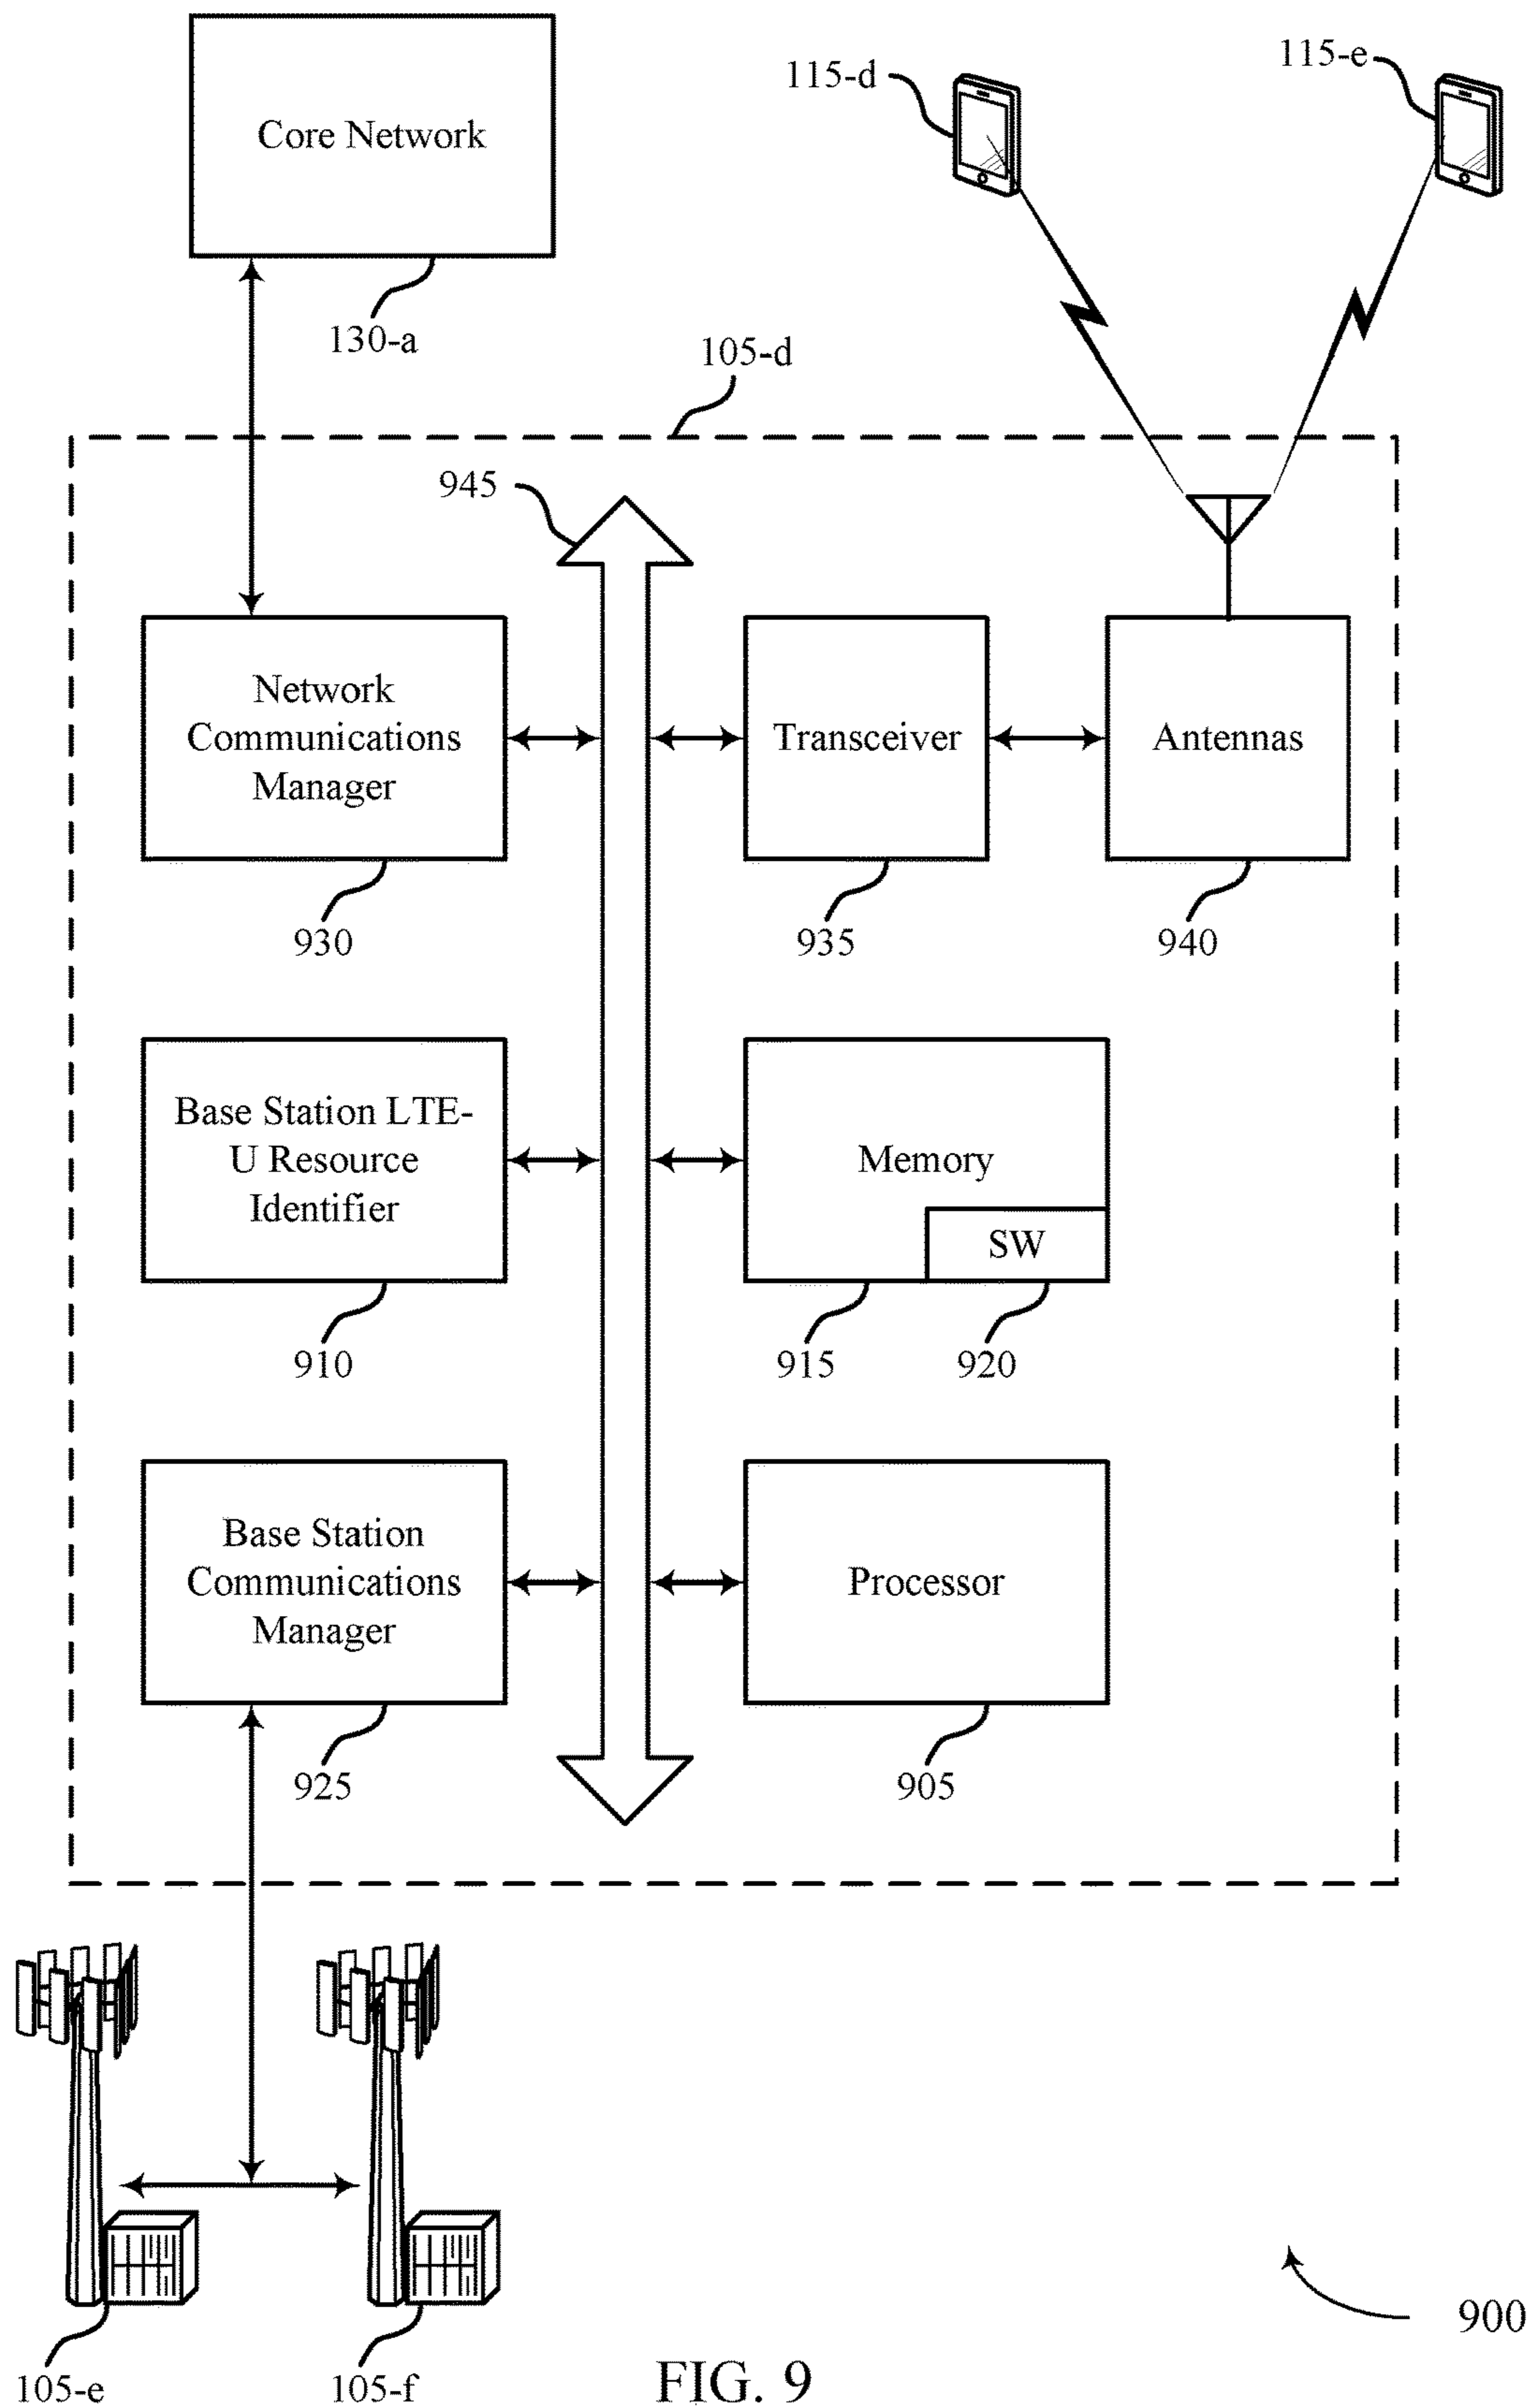 115-e
115-d
Core Network
130-a
105-d
945
Network
Communications
Manager
Transceiver
Antennas
930
935
940
Base Station LTE-
U Resource
Identifier
Memory
SW
910
915
920
Base Station
Communications
Manager
Processor
925
905
900
105-e
105-f
FIG. 9